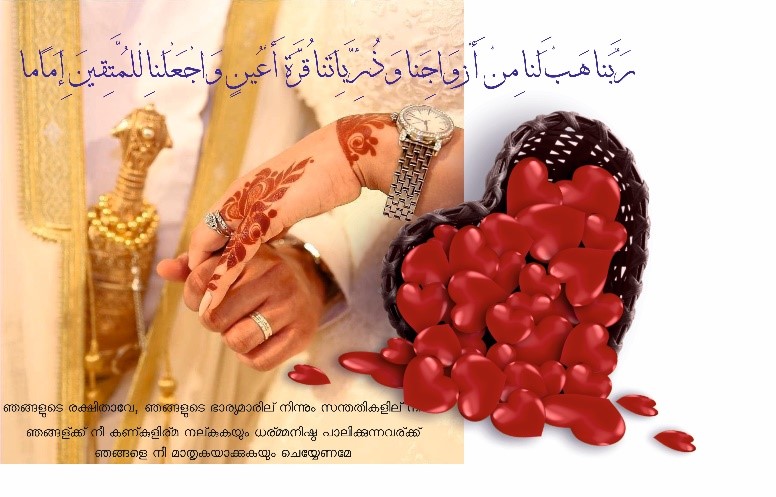 رَبَّنَا هَبْ لَنَا مِنْ أَزْوَاجِنَا وَذُرِّيَّاتِنَا قُرَّةَ أَعْيُنٍ وَاجْعَلْنَا لِلْمُتَّقِينَ إِمَامًا
ഞങ്ങളുടെ രക്ഷിതാവേ, ഞങ്ങളുടെ ഭാര്യമാരില് നിന്നും സന്തതികളില്
ഞങ്ങള്ക്ക് നീ കണ്കുളിര്മ നല്കുകയും ധര്മ്മനിഷ്ഠ പാലിക്കുന്നവര്ക്ക്
ഞങ്ങളെ നീ മാതൃകയാക്കുകയും ചെയ്യേണമേ